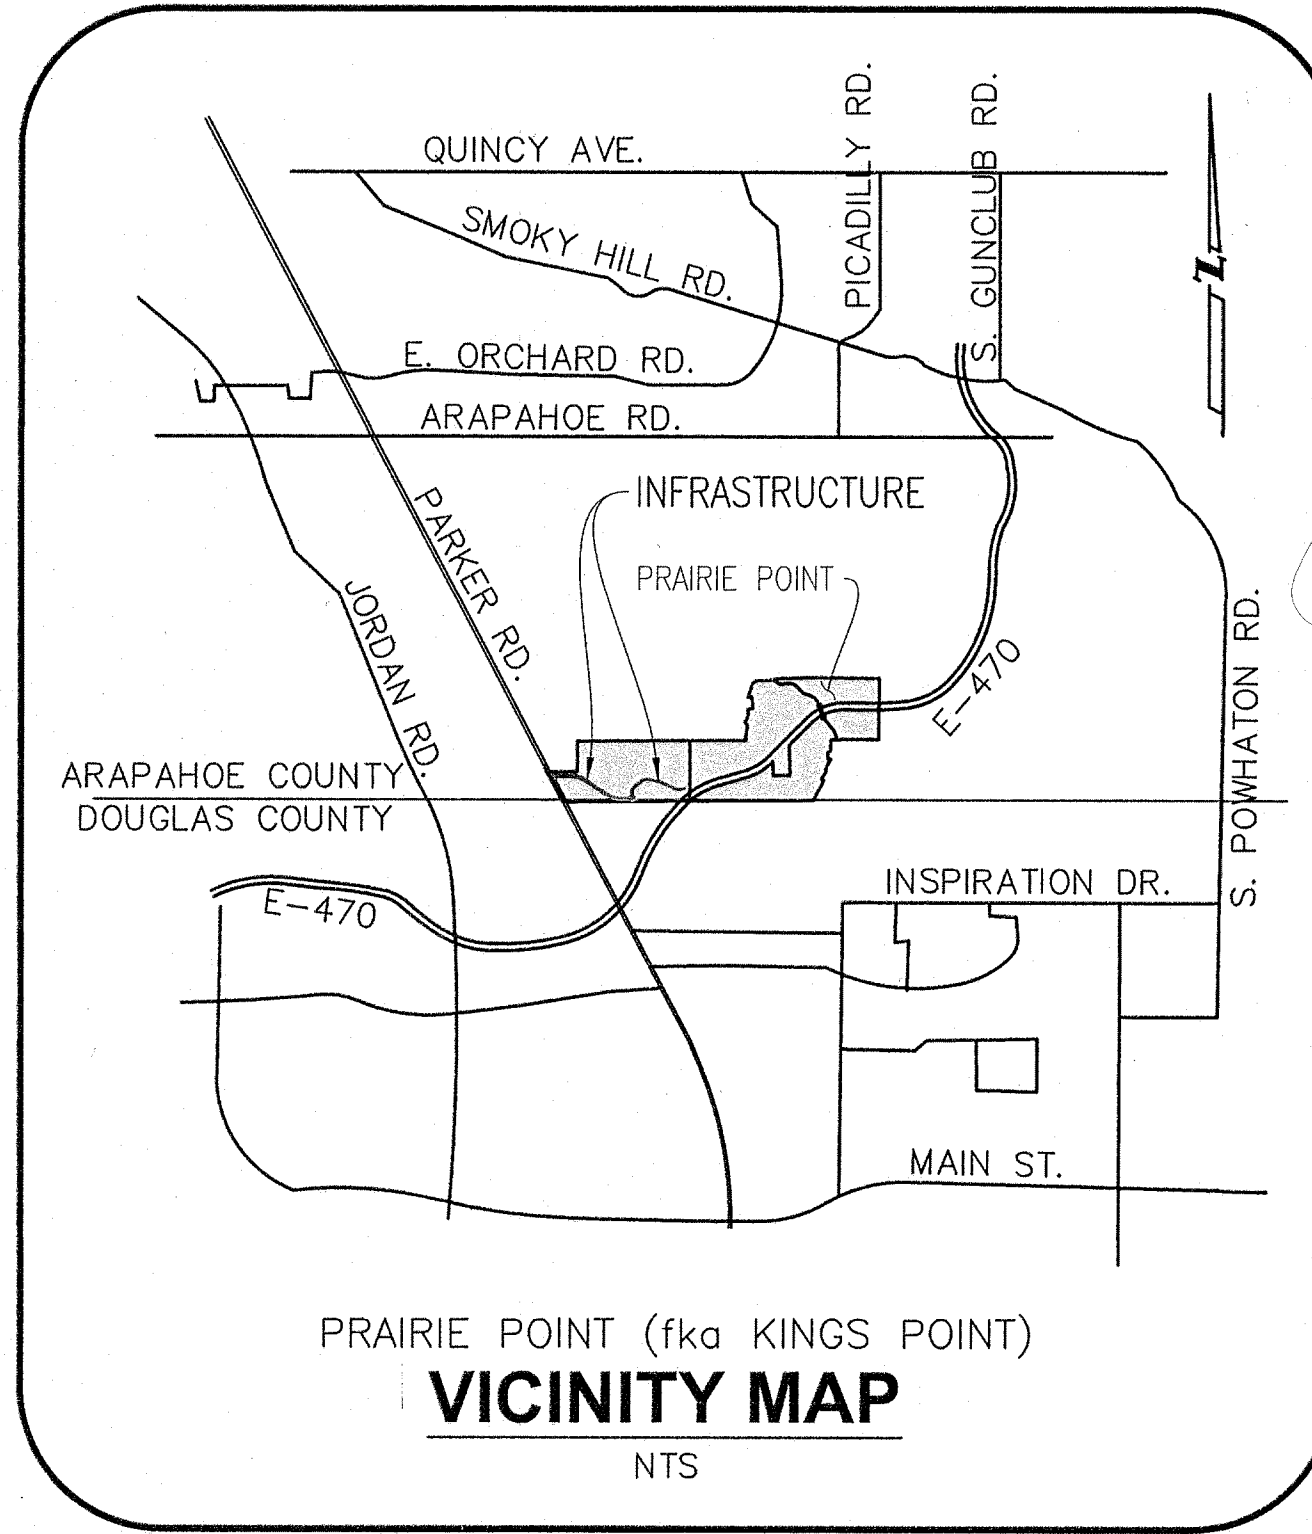 QUINCY AVE.
PICADILLY RD.
S. GUNCLUB RD.
SMOKY HILL RD.
N
E. ORCHARD RD.
ARAPAHOE RD.
INFRASTRUCTURE
PARKER RD.
PRAIRIE POINT
JORDAN RD.
E-470
S. POWHATON RD.
ARAPAHOE COUNTY
DOUGLAS COUNTY
INSPIRATION DR.
E-470
MAIN ST.
PRAIRIE POINT (fka KINGS POINT)
VICINITY MAP
NTS